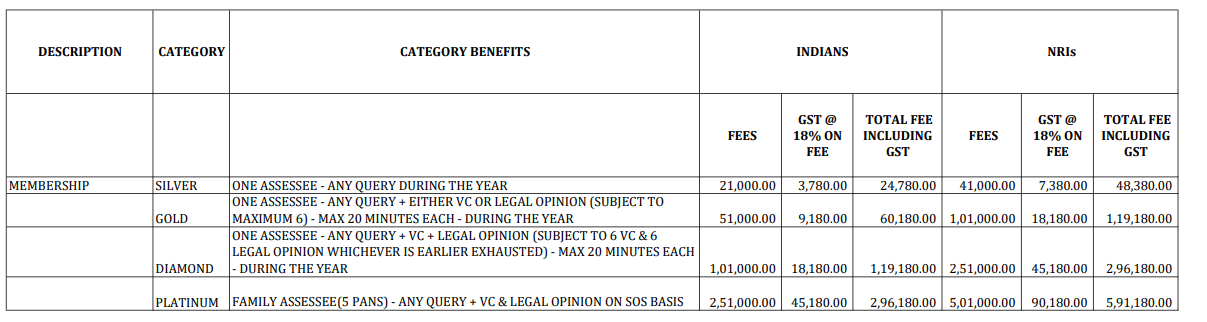 DESCRIPTION CATEGORY CATEGORY BENEFITS INDIANS NRIs
FEES GST @ 18% ON FEE TOTAL FEE INCLUDING GST FEES GST @ 18% ON FEE TOTAL FEE INCLUDING GST
MEMBERSHIP SILVER ONE ASSESSEE - ANY QUERY DURING THE YEAR 21,000.00 3,780.00 24,780.00 41,000.00 7,380.00 48,380.00
ONE ASSESSEE - ANY QUERY + EITHER VC OR LEGAL OPINION (SUBJECT TO
GOLD MAXIMUM 6) - MAX 20 MINUTES EACH - DURING THE YEAR 51,000.00 9,180.00 60,180.00 1,01,000.00 18,180.00 1,19,180.00
ONE ASSESSEE - ANY QUERY + VC + LEGAL OPINION (SUBJECT TO 6 VC & 6
LEGAL OPINION WHICHEVER IS EARLIER EXHAUSTED) - MAX 20 MINUTES EACH
DIAMOND - DURING THE YEAR 1,01,000.00 18,180.00 1,19,180.00 2,51,000.00 45,180.00 2,96,180.00
PLATINUM FAMILY ASSESSEE(5 PANS) - ANY QUERY + VC & LEGAL OPINION ON SOS BASIS 2,51,000.00 45,180.00 2,96,180.00 5,01,000.00 90,180.00 5,91,180.00